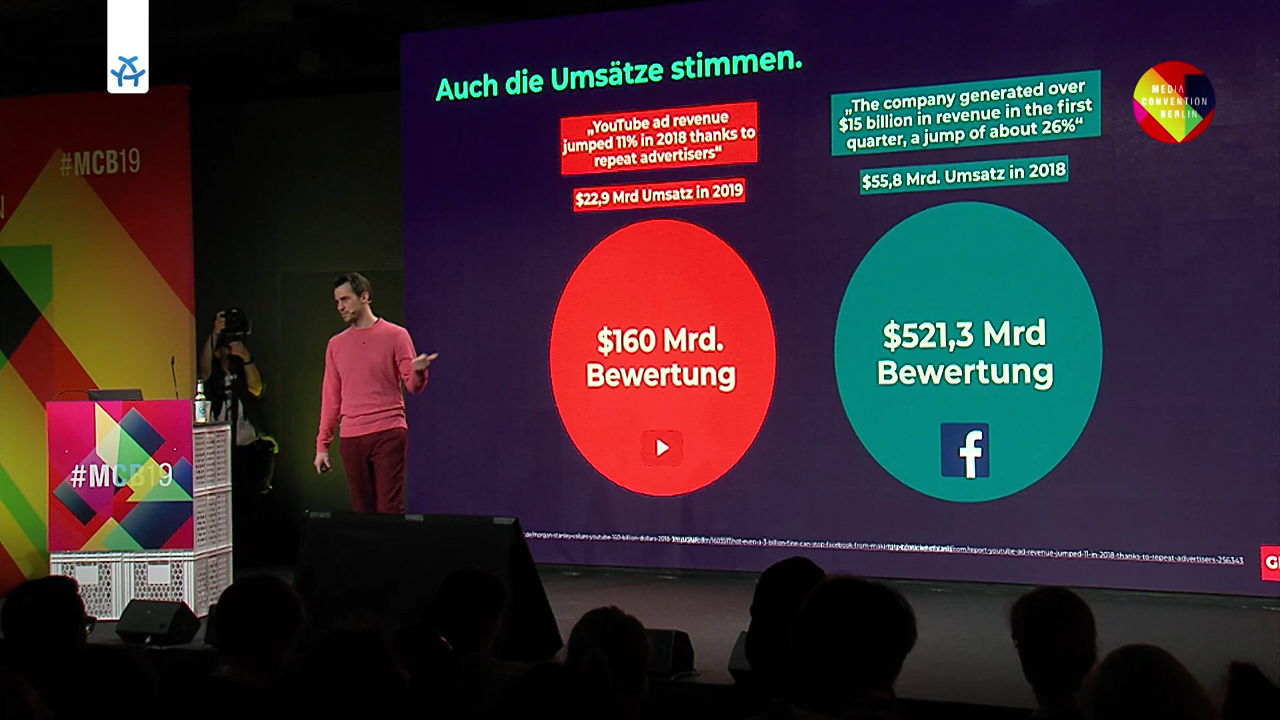 Auch die Umsätze stimmen.
„YouTube ad revenue
jumped 11% in 2018 thanks to
repeat advertisers“
$22,9 Mrd Umsatz in 2019
$160 Mrd.
Bewertung
„The company generated over
$15 billion in revenue in the first
quarter, a jump of about 26%“
$55,8 Mrd. Umsatz in 2018
$521,3 Mrd
Bewertung
f
MEDIA
CONVENTION
BERLIN
#MCB19
N
#MCB19
G